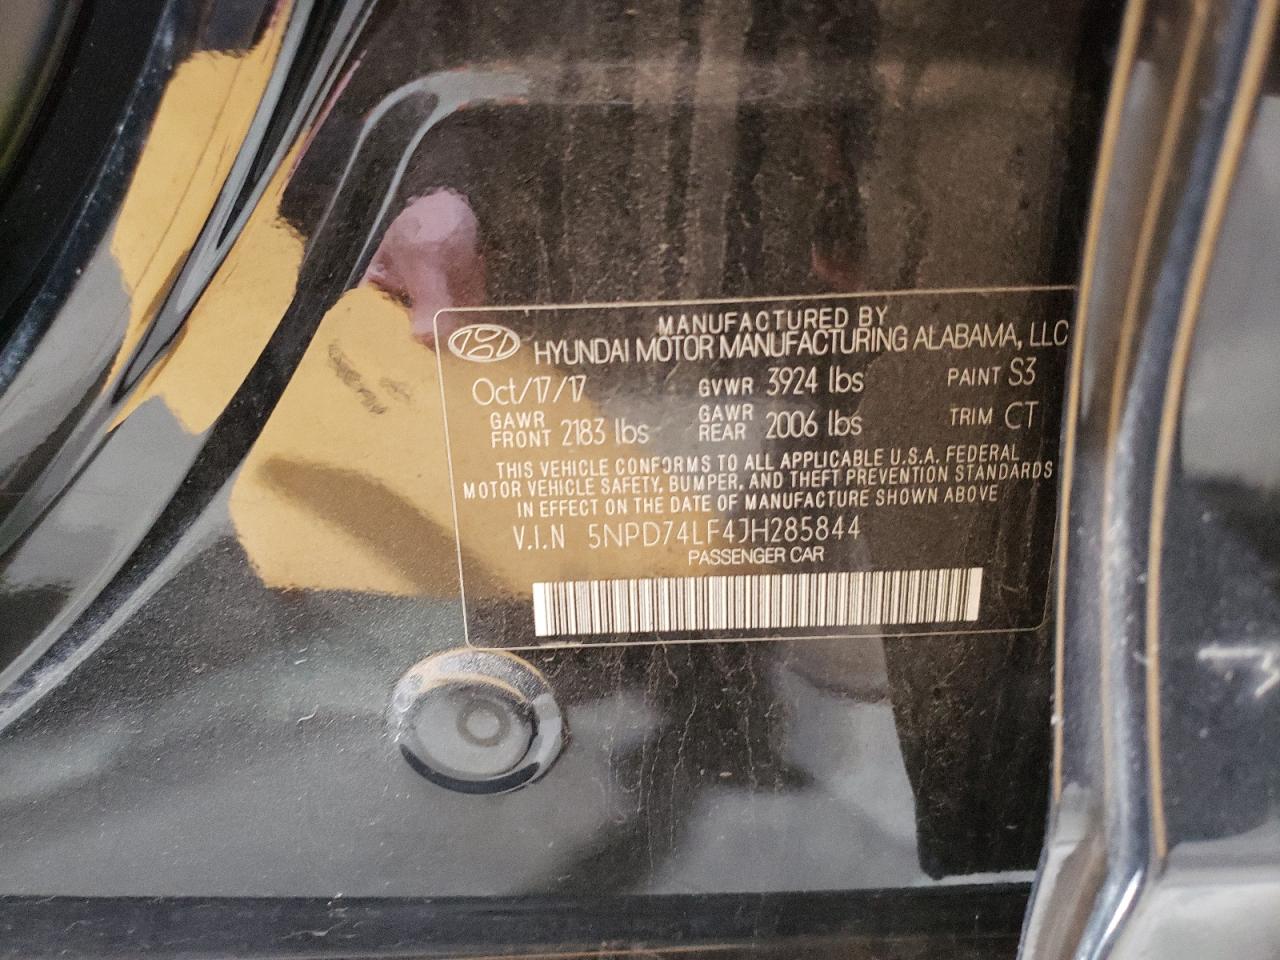 MANUFACTURED BY
HYUNDAI MOTOR MANUFACTURING ALABAMA, LLC
Oct/17/17 GVWR 3924 lbs PAINT S3
GAWR FRONT 2183 lbs GAWR REAR 2006 lbs TRIM CT
THIS VEHICLE CONFORMS TO ALL APPLICABLE U.S.A. FEDERAL
MOTOR VEHICLE SAFETY, BUMPER, AND THEFT PREVENTION STANDARDS
IN EFFECT ON THE DATE OF MANUFACTURE SHOWN ABOVE
V.I.N 5NPD74LF4JH285844
PASSENGER CAR